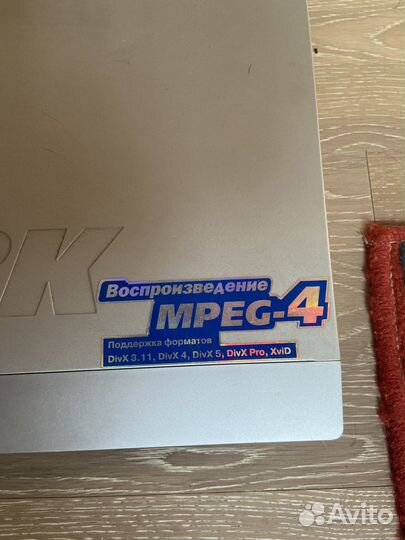 Воспроизведение
MPEG-4
Поддержка форматов
DivX 3.11, DivX 4, DivX 5, DivX Pro, XviD
Avito